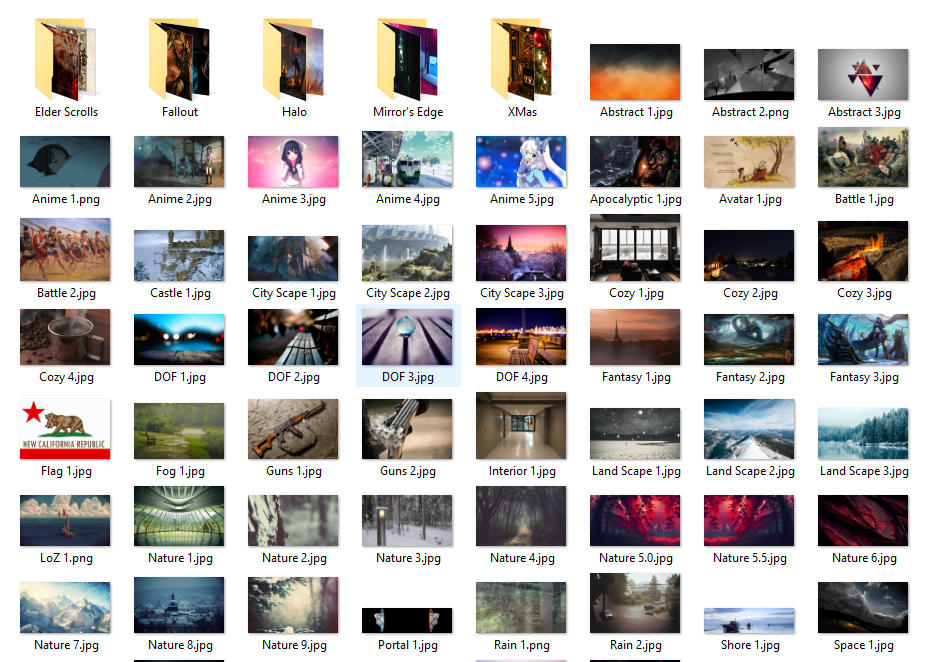 Elder Scrolls
Fallout
Halo
Mirror's Edge
XMas
Abstract 1.jpg
Abstract 2.png
Abstract 3.jpg
Anime 1.png
Anime 2.jpg
Anime 3.jpg
Anime 4.jpg
Anime 5.jpg
Apocalyptic 1.jpg
Avatar 1.jpg
Battle 1.jpg
Battle 2.jpg
Castle 1.jpg
City Scape 1.jpg
City Scape 2.jpg
City Scape 3.jpg
Cozy 1.jpg
Cozy 2.jpg
Cozy 3.jpg
Cozy 4.jpg
DOF 1.jpg
DOF 2.jpg
DOF 3.jpg
DOF 4.jpg
Fantasy 1.jpg
Fantasy 2.jpg
Fantasy 3.jpg
NEW CALIFORNIA REPUBLIC
Flag 1.jpg
Fog 1.jpg
Guns 1.jpg
Guns 2.jpg
Interior 1.jpg
Land Scape 1.jpg
Land Scape 2.jpg
Land Scape 3.jpg
LoZ 1.png
Nature 1.jpg
Nature 2.jpg
Nature 3.jpg
Nature 4.jpg
Nature 5.0.jpg
Nature 5.5.jpg
Nature 6.jpg
Nature 7.jpg
Nature 8.jpg
Nature 9.jpg
Portal 1.jpg
Rain 1.png
Rain 2.jpg
Shore 1.jpg
Space 1.jpg